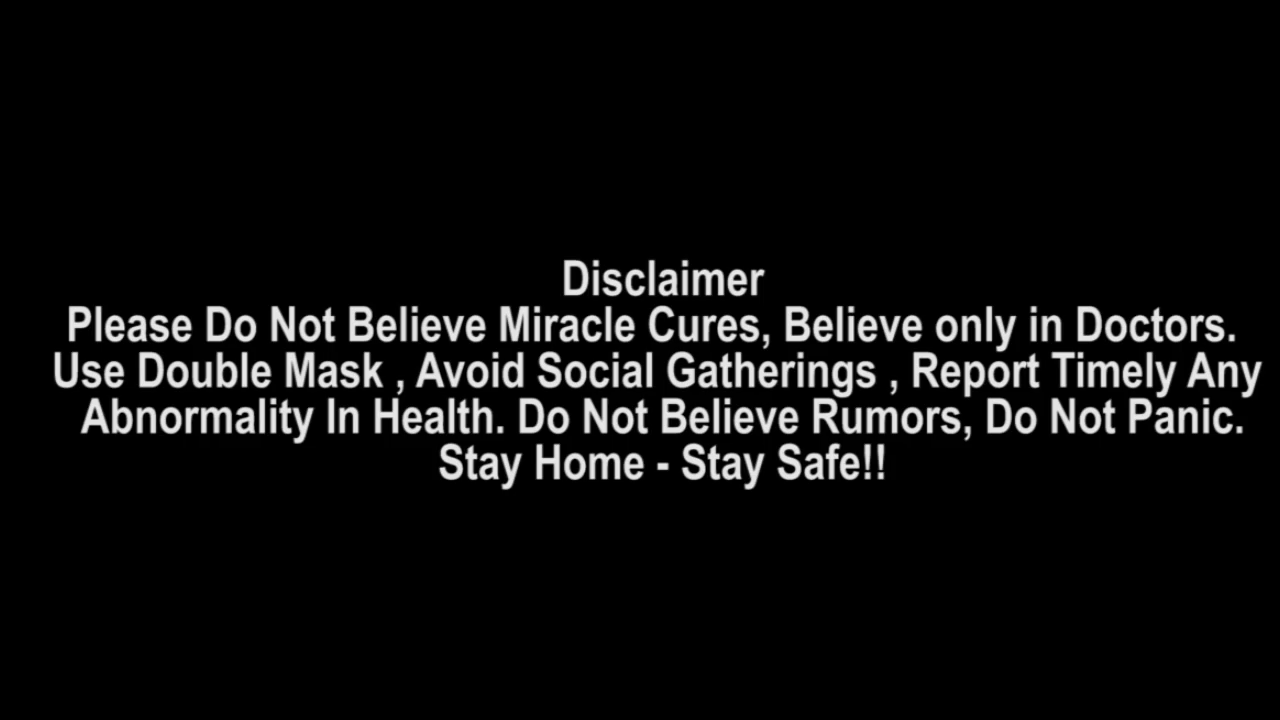 Disclaimer
Please Do Not Believe Miracle Cures, Believe only in Doctors.
Use Double Mask , Avoid Social Gatherings , Report Timely Any
Abnormality In Health. Do Not Believe Rumors, Do Not Panic.
Stay Home - Stay Safe!!